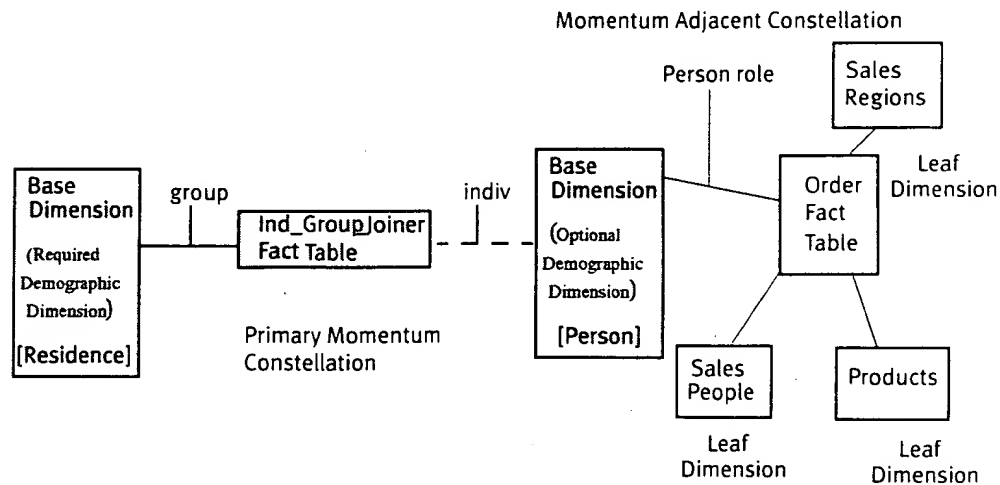 Momentum Adjacent Constellation
Person role
Sales
Regions
Leaf
Dimension
Base
Dimension
(Required
Demographic
Dimension)
[Residence]
group
Ind_GroupJoiner
Fact Table
Primary Momentum
Constellation
indiv
Base
Dimension
(Optional
Demographic
Dimension)
[Person]
Order
Fact
Table
Sales
People
Leaf
Dimension
Products
Leaf
Dimension